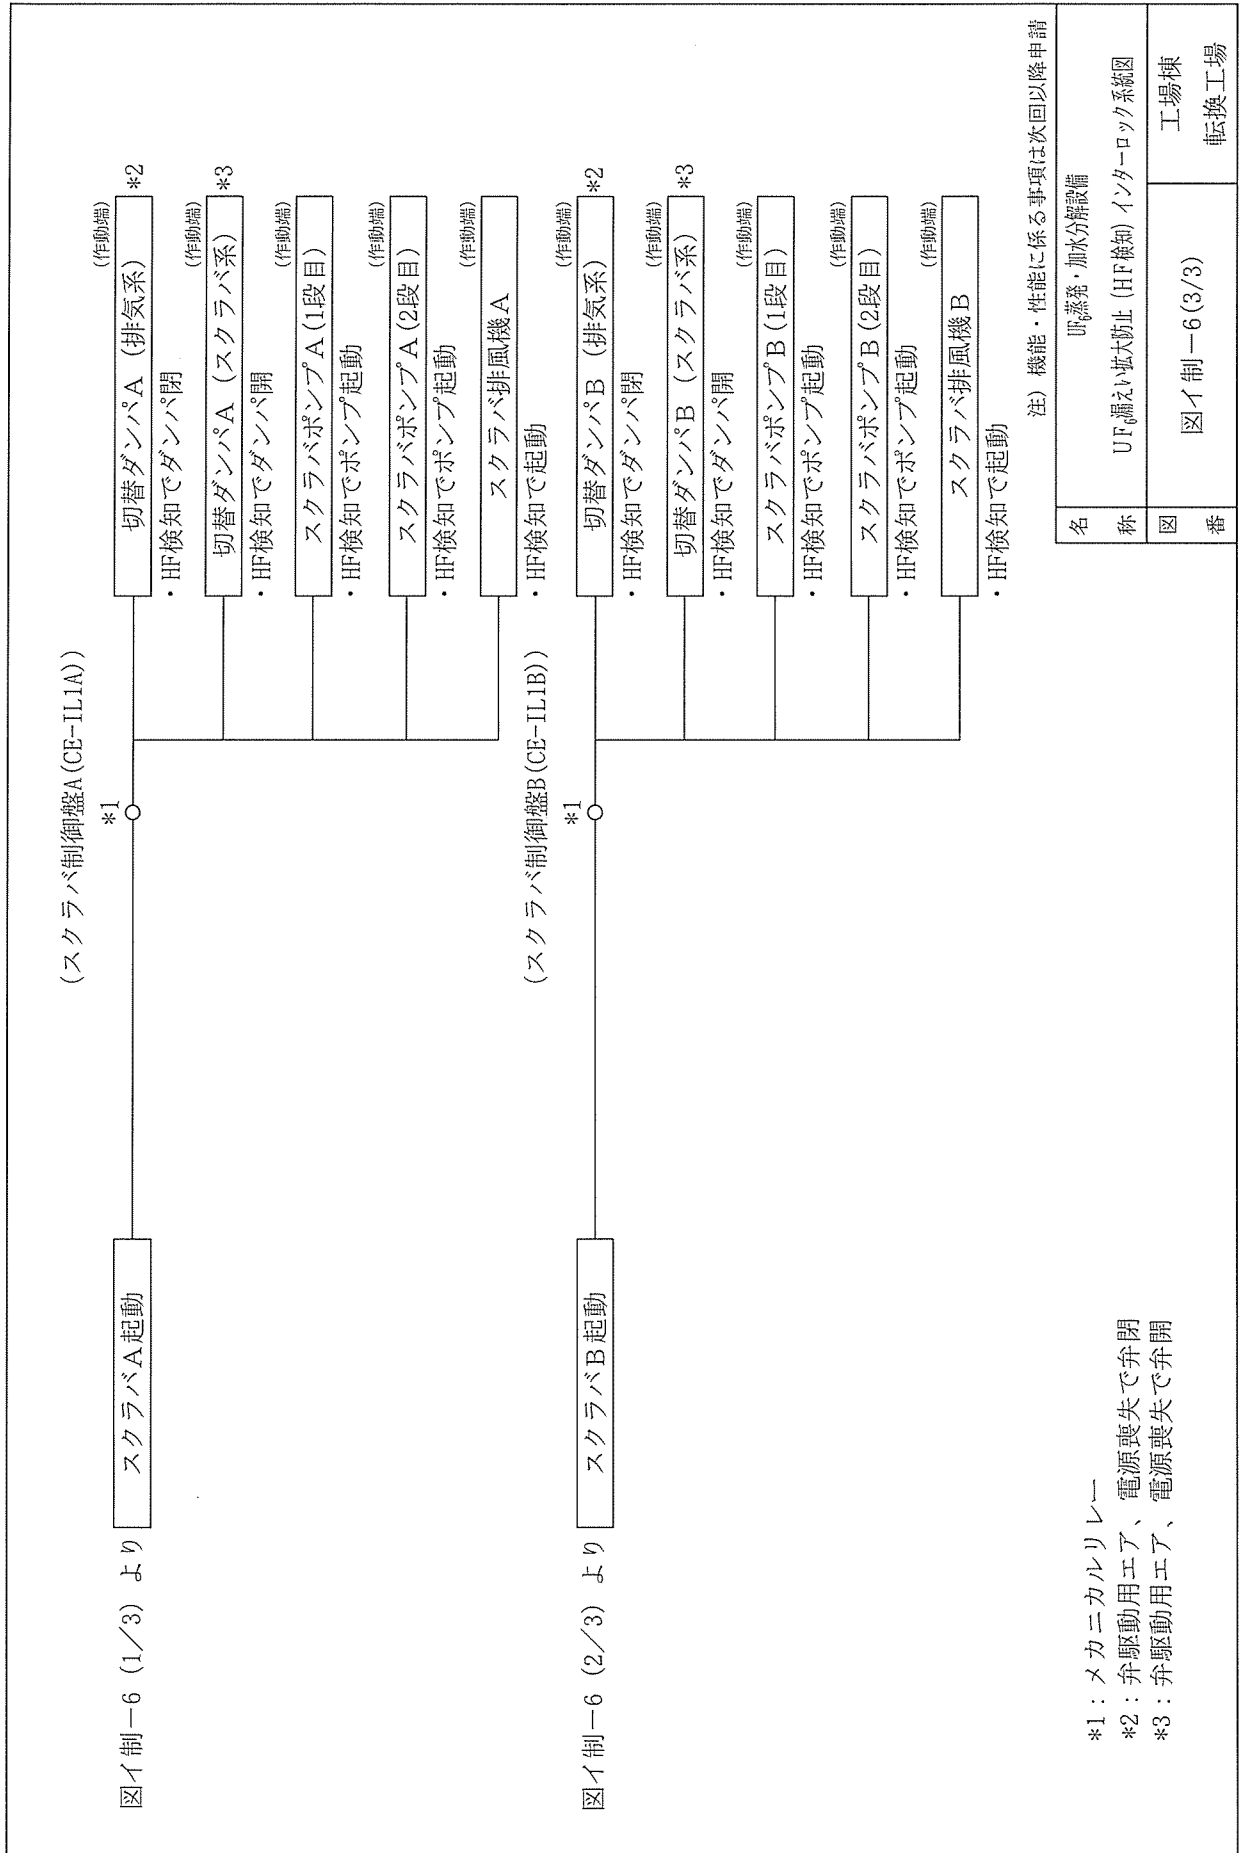 (スクラバ制御盤A(CE-IL1A))
図イ制－6 (1／3) より
スクラバA起動
*1
(作動端)
切替ダンパA (排気系)
*2
・HF検知でダンパ閉
(作動端)
切替ダンパA (スクラバ系)
*3
・HF検知でダンパ開
(作動端)
スクラバポンプA(1段目)
・HF検知でポンプ起動
(作動端)
スクラバポンプA(2段目)
・HF検知でポンプ起動
(作動端)
スクラバ排風機A
・HF検知で起動
(スクラバ制御盤B(CE-IL1B))
図イ制－6 (2／3) より
スクラバB起動
*1
(作動端)
切替ダンパB (排気系)
*2
・HF検知でダンパ閉
(作動端)
切替ダンパB (スクラバ系)
*3
・HF検知でダンパ開
(作動端)
スクラバポンプB(1段目)
・HF検知でポンプ起動
(作動端)
スクラバポンプB(2段目)
・HF検知でポンプ起動
(作動端)
スクラバ排風機B
・HF検知で起動
*1：メカニカルリレー
*2：弁駆動用エア、電源喪失で弁閉
*3：弁駆動用エア、電源喪失で弁開
注) 機能・性能に係る事項は次回以降申請
名称
UF₆蒸発・加水分解設備
UF₆漏えい拡大防止 (HF検知) インターロック系統図
図番
図イ制－6(3/3)
工場棟
転換工場